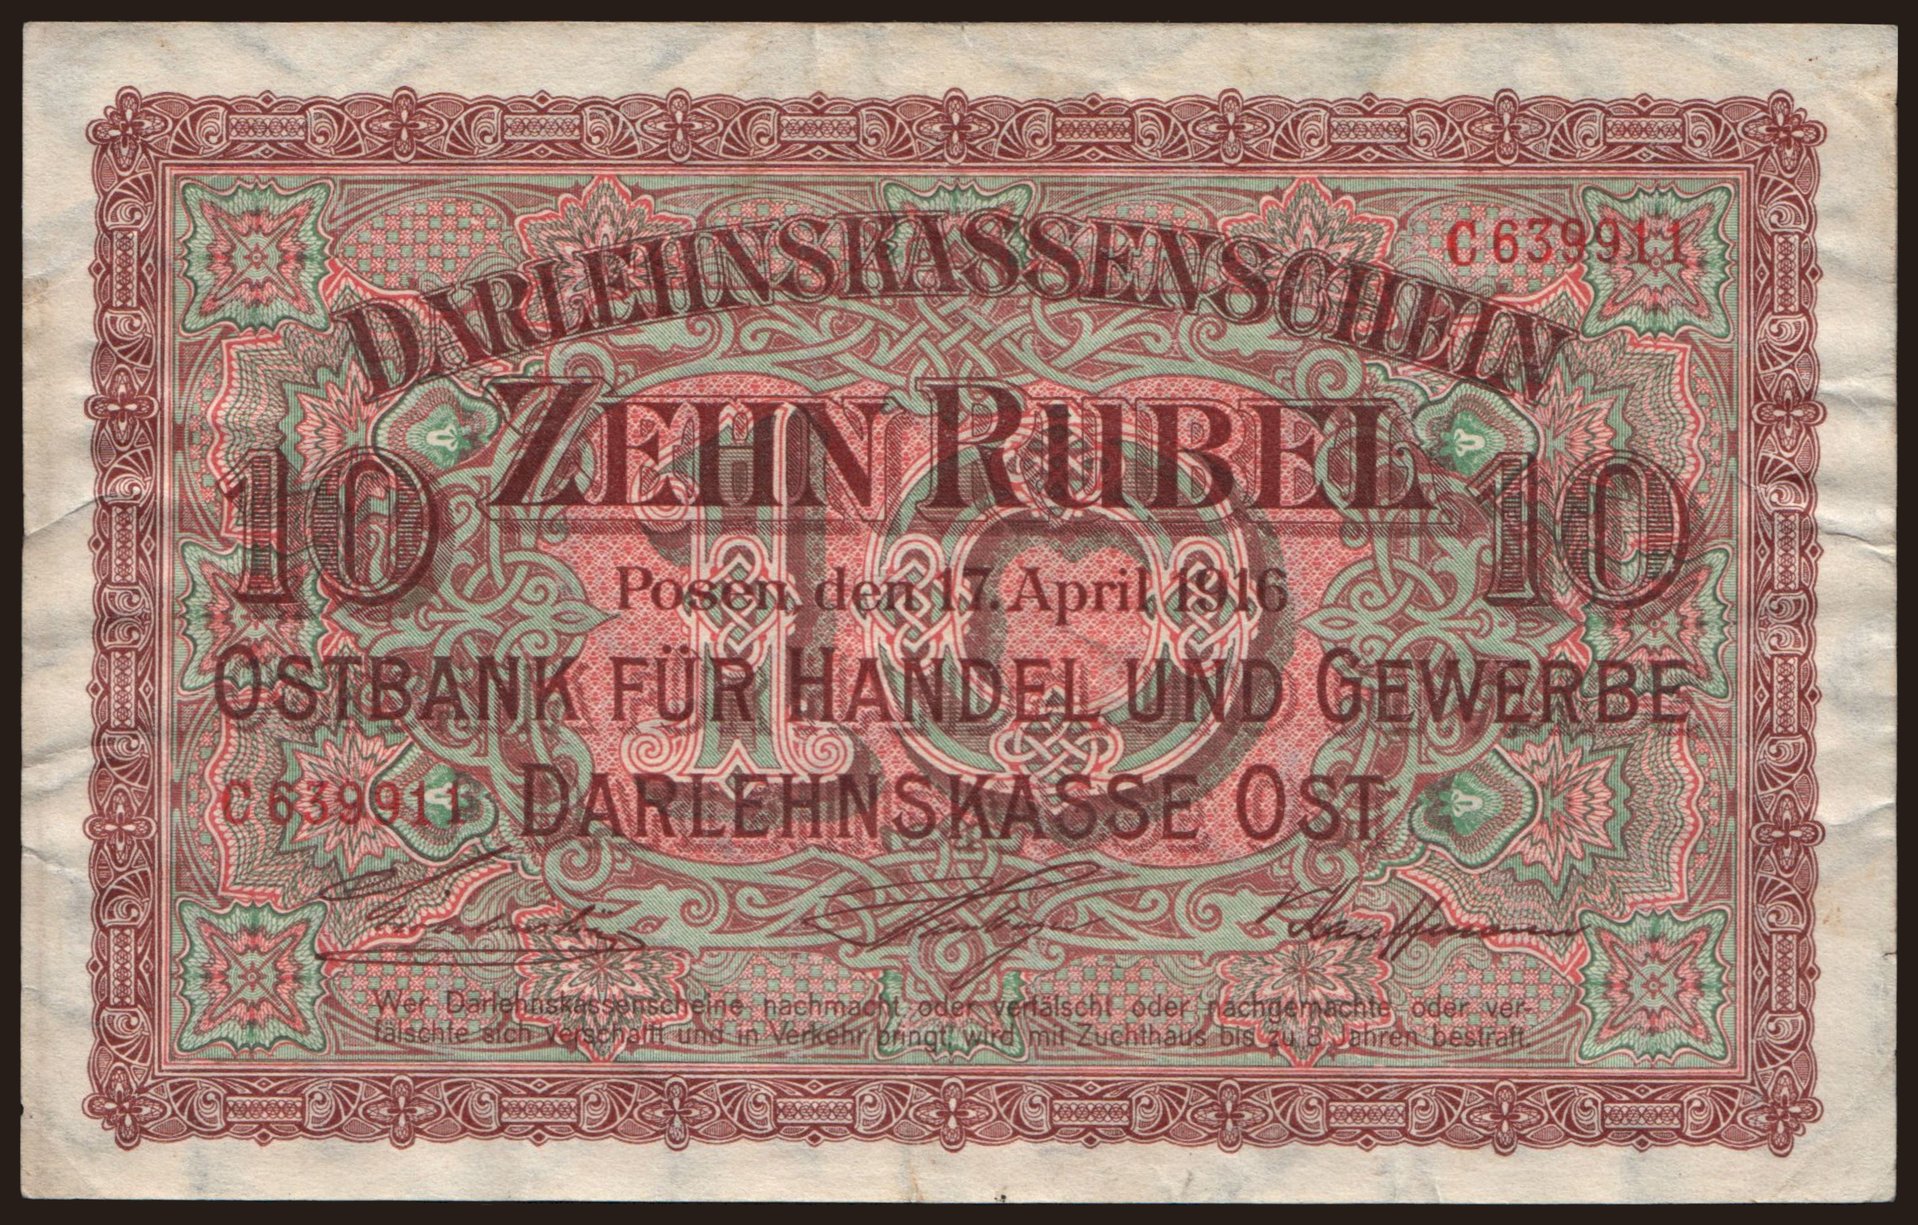 DARLEHNSKASSENSCHEIN
C 639911
ZEHN RUBEL
10 10
10
Posen den 17. April 1916
OSTBANK FÜR HANDEL UND GEWERBE
C 639911 DARLEHNSKASSE OST
Kauffmann
Wer Darlehnskassenscheine nachmacht oder verfälscht oder nachgemachte oder ver-
fälschte sich verschafft und in Verkehr bringt, wird mit Zuchthaus bis zu 8 Jahren bestraft.